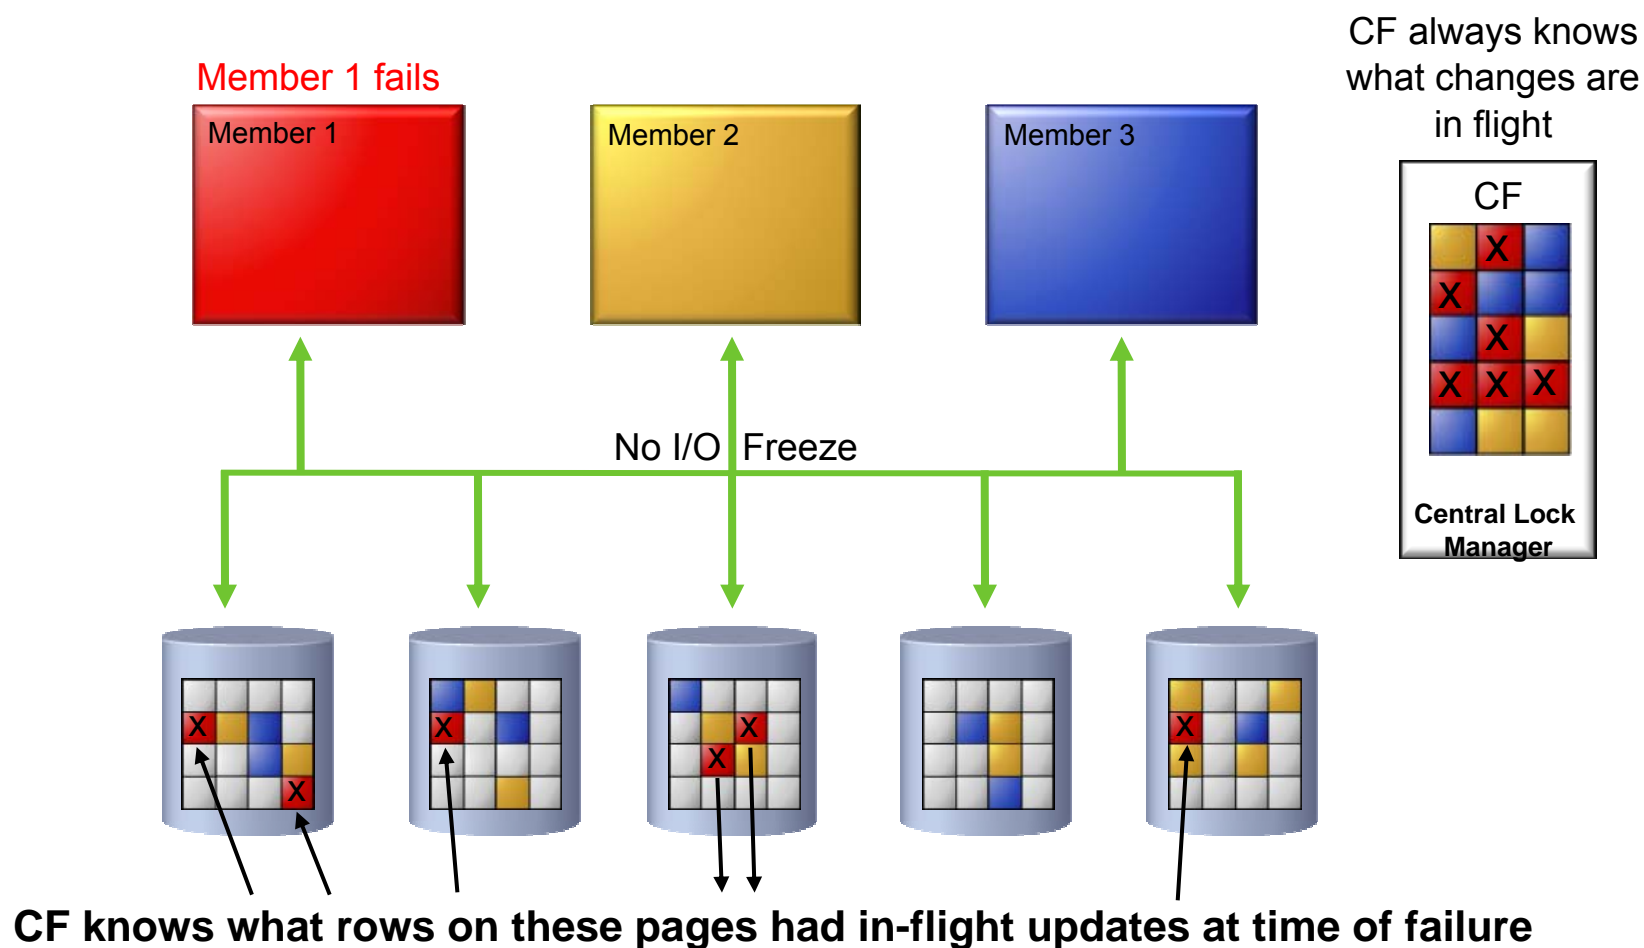 CF always knows
what changes are
in flight
Member 1 fails
Member 1
Member 2
Member 3
CF
X
X
X
X X X
Central Lock
Manager
No I/O Freeze
X
X
X
X
X
X
X
CF knows what rows on these pages had in-flight updates at time of failure